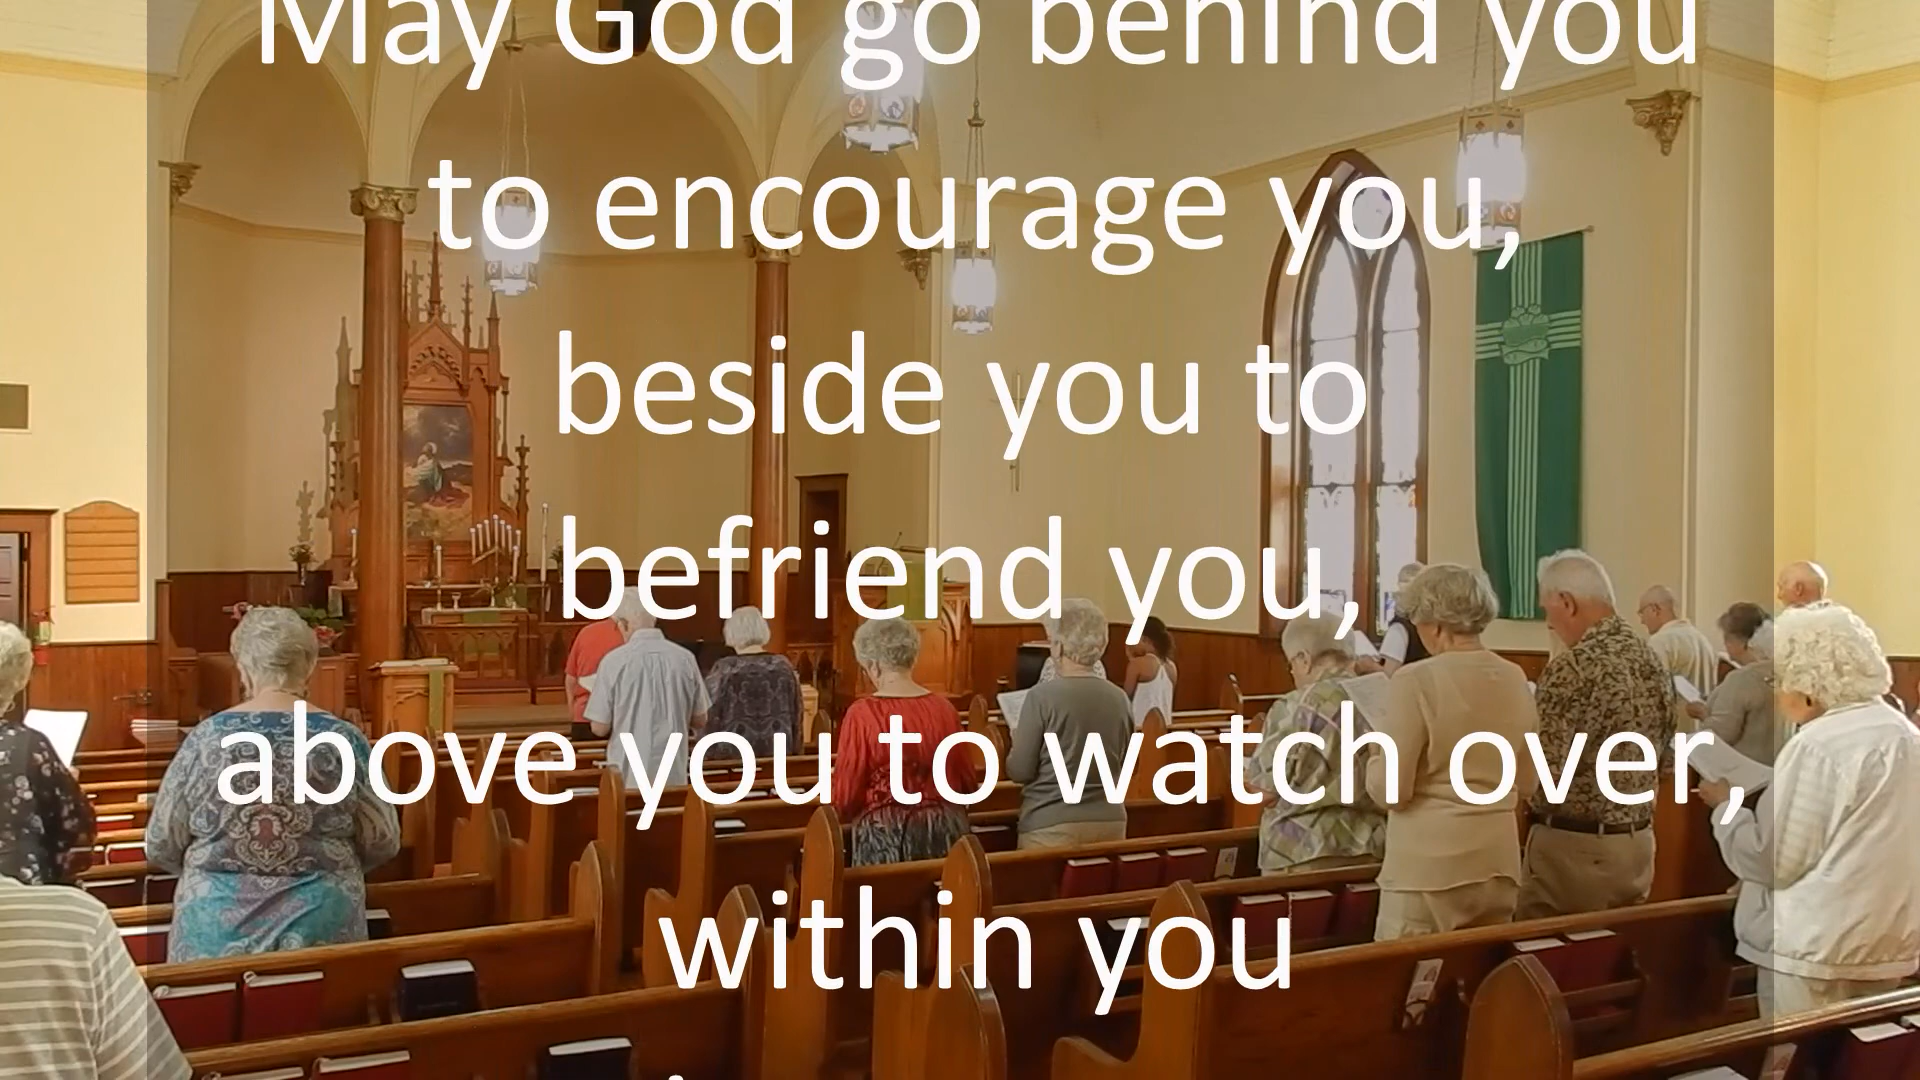 May God go behind you
to encourage you,
beside you to
befriend you,
above you to watch over,
within you